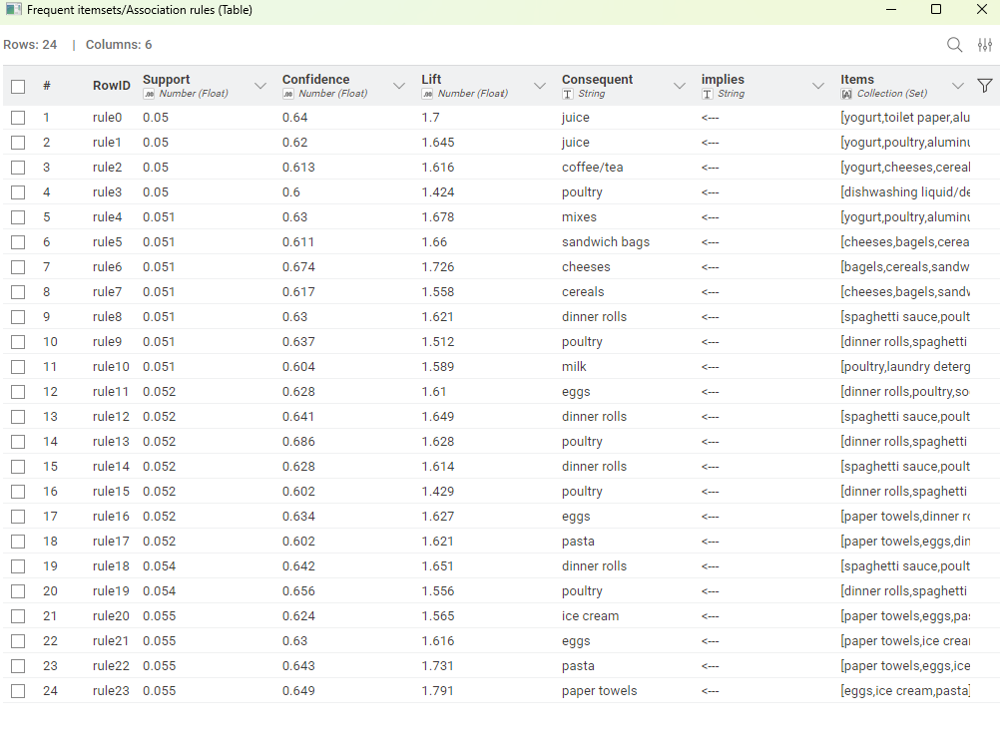 Frequent itemsets/Association rules (Table)
Rows: 24 | Columns: 6
# RowID Support Confidence Lift Consequent implies Items
.00 Number (Float) .00 Number (Float) .00 Number (Float) T String T String [A] Collection (Set)
1 rule0 0.05 0.64 1.7 juice <--- [yogurt,toilet paper,alu
2 rule1 0.05 0.62 1.645 juice <--- [yogurt,poultry,aluminu
3 rule2 0.05 0.613 1.616 coffee/tea <--- [yogurt,cheeses,cereal
4 rule3 0.05 0.6 1.424 poultry <--- [dishwashing liquid/de
5 rule4 0.051 0.63 1.678 mixes <--- [yogurt,poultry,aluminu
6 rule5 0.051 0.611 1.66 sandwich bags <--- [cheeses,bagels,cerea
7 rule6 0.051 0.674 1.726 cheeses <--- [bagels,cereals,sandw
8 rule7 0.051 0.617 1.558 cereals <--- [cheeses,bagels,sandw
9 rule8 0.051 0.63 1.621 dinner rolls <--- [spaghetti sauce,poult
10 rule9 0.051 0.637 1.512 poultry <--- [dinner rolls,spaghetti
11 rule10 0.051 0.604 1.589 milk <--- [poultry,laundry deterg
12 rule11 0.052 0.628 1.61 eggs <--- [dinner rolls,poultry,so
13 rule12 0.052 0.641 1.649 dinner rolls <--- [spaghetti sauce,poult
14 rule13 0.052 0.686 1.628 poultry <--- [dinner rolls,spaghetti
15 rule14 0.052 0.628 1.614 dinner rolls <--- [spaghetti sauce,poult
16 rule15 0.052 0.602 1.429 poultry <--- [dinner rolls,spaghetti
17 rule16 0.052 0.634 1.627 eggs <--- [paper towels,dinner ro
18 rule17 0.052 0.602 1.621 pasta <--- [paper towels,eggs,din
19 rule18 0.054 0.642 1.651 dinner rolls <--- [spaghetti sauce,poult
20 rule19 0.054 0.656 1.556 poultry <--- [dinner rolls,spaghetti
21 rule20 0.055 0.624 1.565 ice cream <--- [paper towels,eggs,pas
22 rule21 0.055 0.63 1.616 eggs <--- [paper towels,ice crea
23 rule22 0.055 0.643 1.731 pasta <--- [paper towels,eggs,ice
24 rule23 0.055 0.649 1.791 paper towels <--- [eggs,ice cream,pasta]